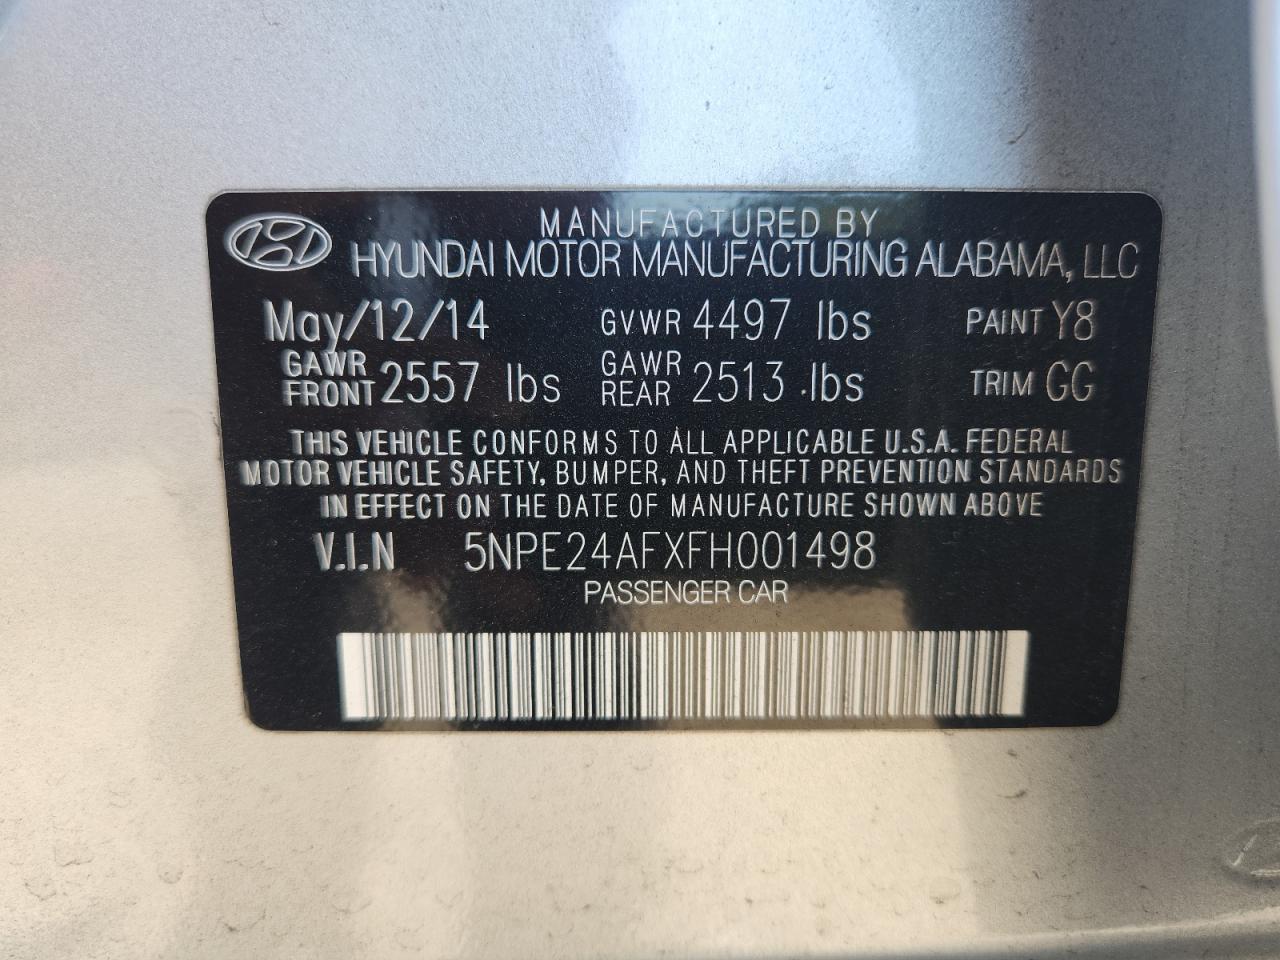 MANUFACTURED BY
HYUNDAI MOTOR MANUFACTURING ALABAMA, LLC
May/12/14 GVWR 4497 lbs PAINT Y8
GAWR FRONT 2557 lbs GAWR REAR 2513 lbs TRIM GG
THIS VEHICLE CONFORMS TO ALL APPLICABLE U.S.A. FEDERAL
MOTOR VEHICLE SAFETY, BUMPER, AND THEFT PREVENTION STANDARDS
IN EFFECT ON THE DATE OF MANUFACTURE SHOWN ABOVE
V.I.N 5NPE24AFXFH001498
PASSENGER CAR